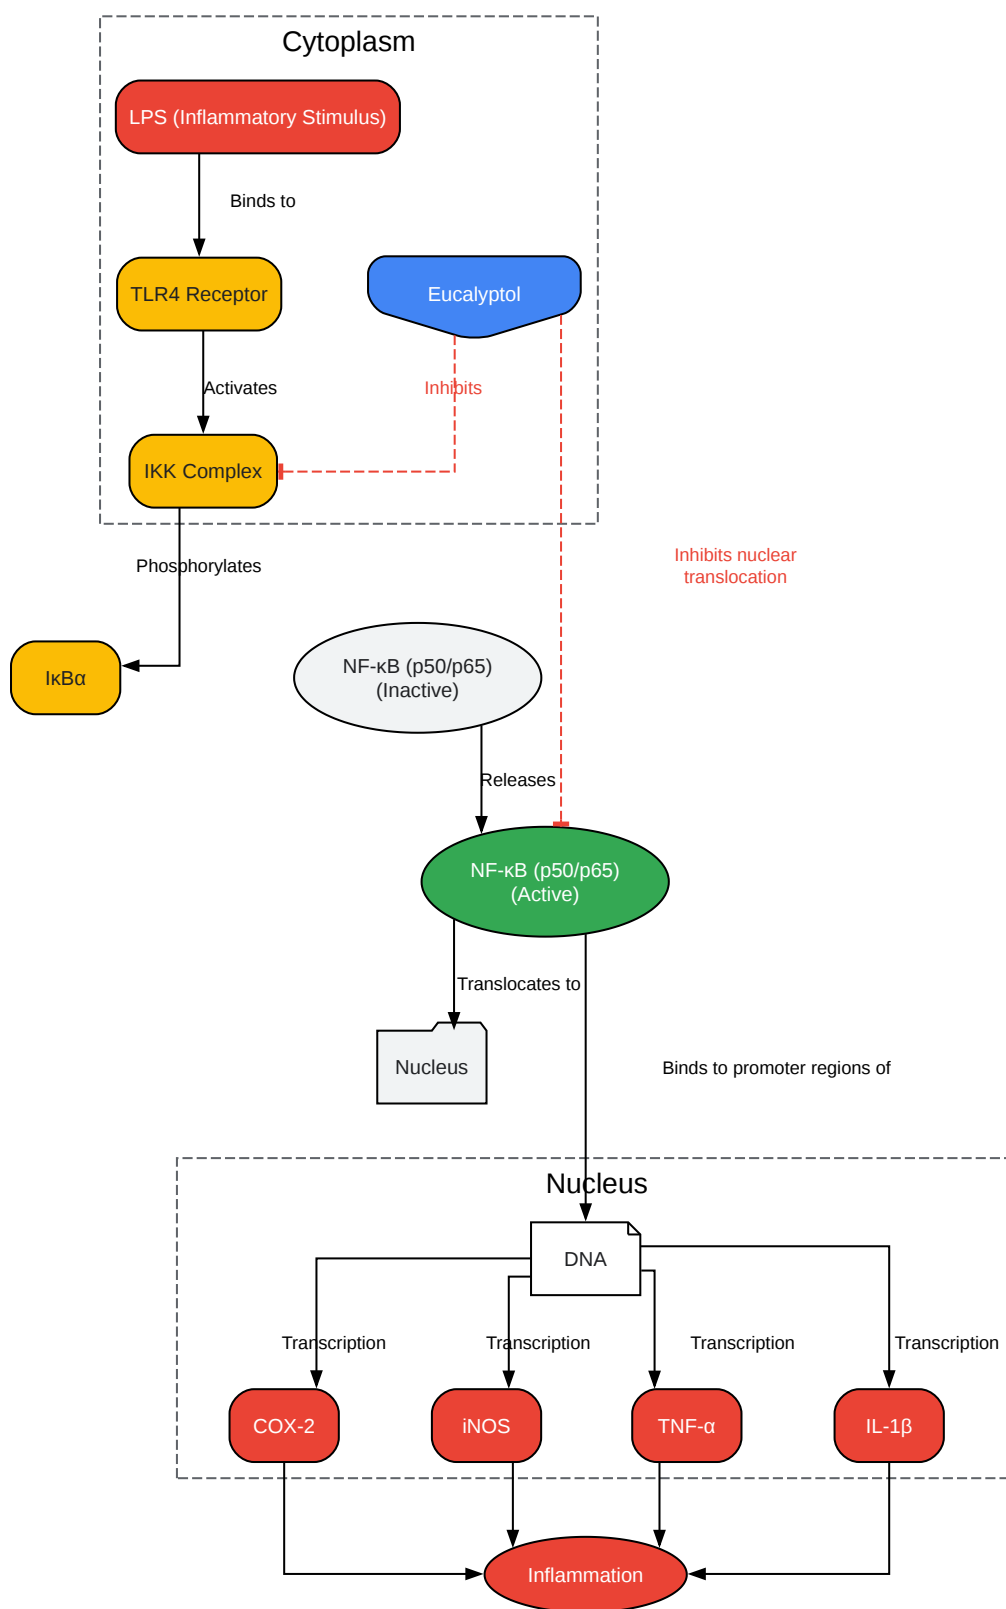 Cytoplasm
LPS (Inflammatory Stimulus)
Binds to
TLR4 Receptor
Eucalyptol
Activates
Inhibits
IKK Complex
Phosphorylates
Inhibits nuclear
translocation
IκBα
NF-κB (p50/p65)
(Inactive)
Releases
NF-κB (p50/p65)
(Active)
Translocates to
Nucleus
Binds to promoter regions of
Nucleus
DNA
Transcription
Transcription
Transcription
Transcription
COX-2
iNOS
TNF-α
IL-1β
Inflammation